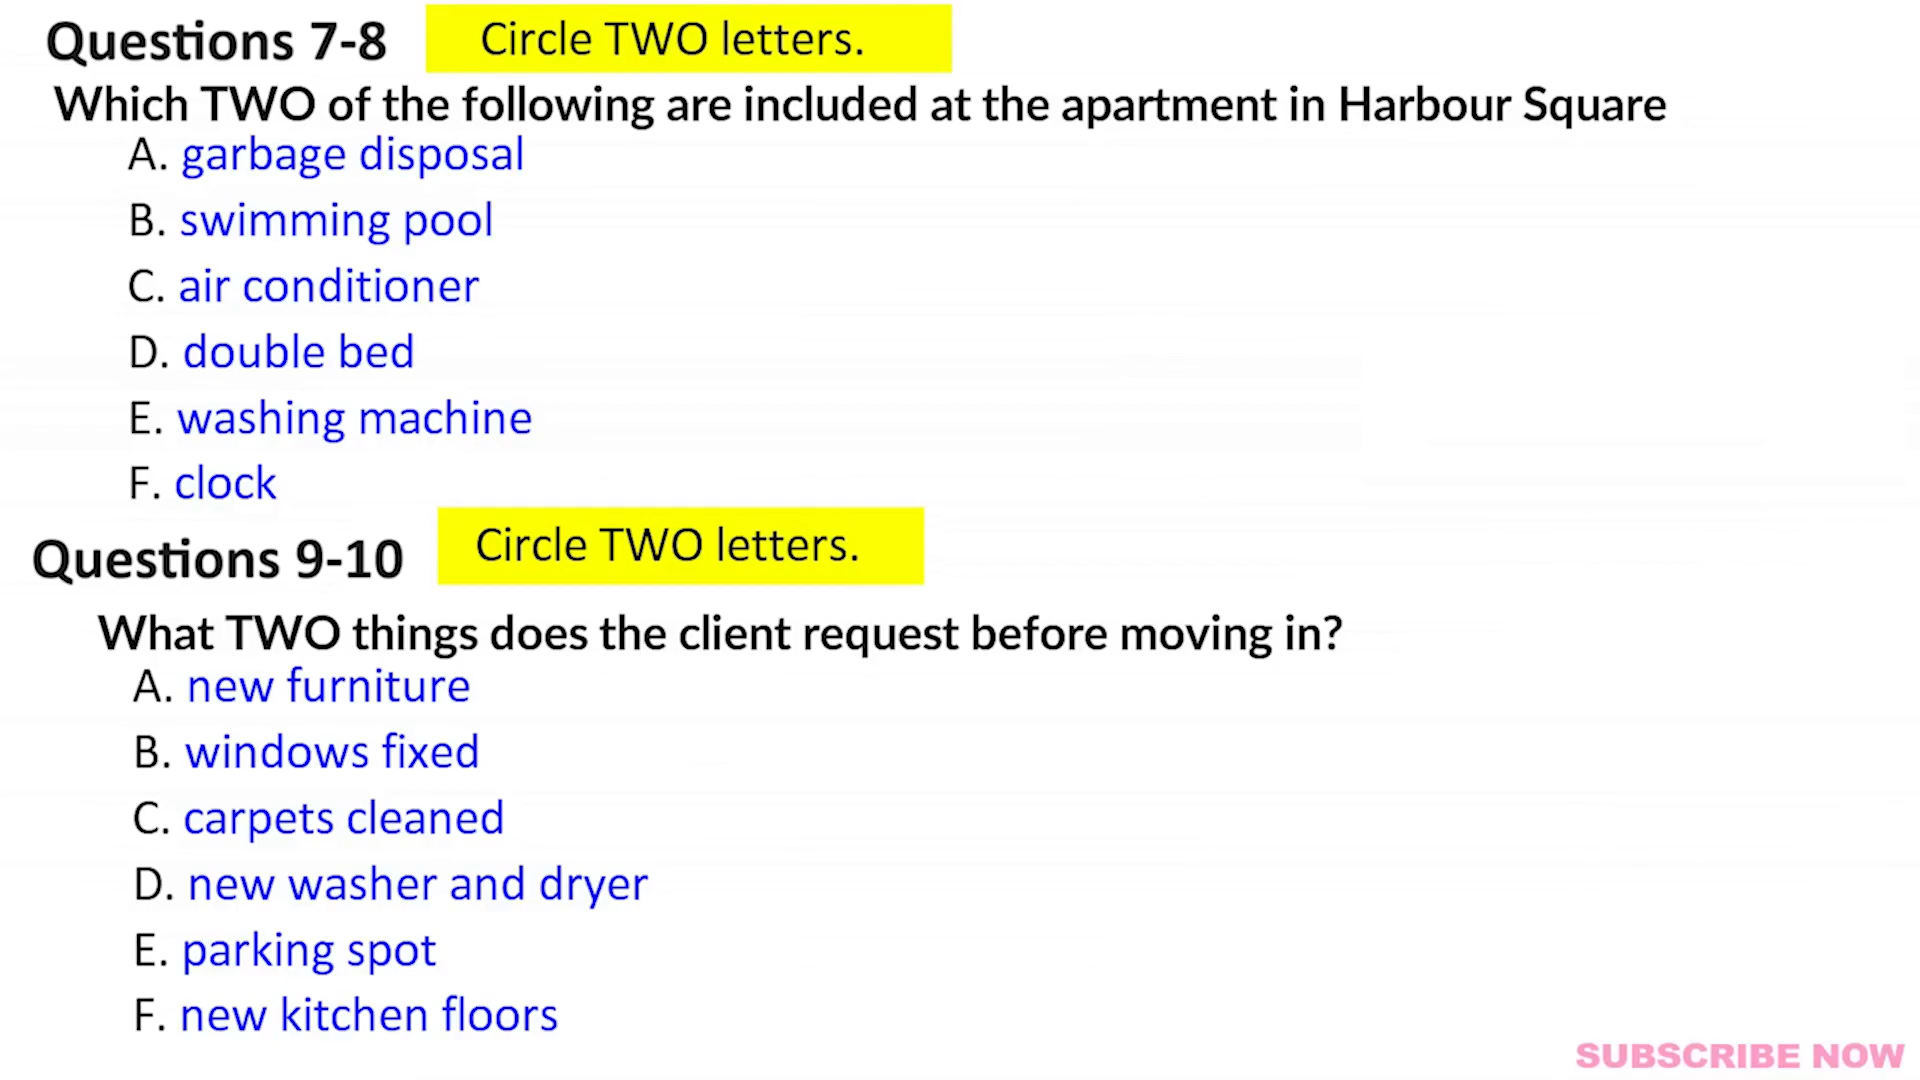 Questions 7-8
Circle TWO letters.
Which TWO of the following are included at the apartment in Harbour Square
A. garbage disposal
B. swimming pool
C. air conditioner
D. double bed
E. washing machine
F. clock
Questions 9-10
Circle TWO letters.
What TWO things does the client request before moving in?
A. new furniture
B. windows fixed
C. carpets cleaned
D. new washer and dryer
E. parking spot
F. new kitchen floors
SUBSCRIBE NOW